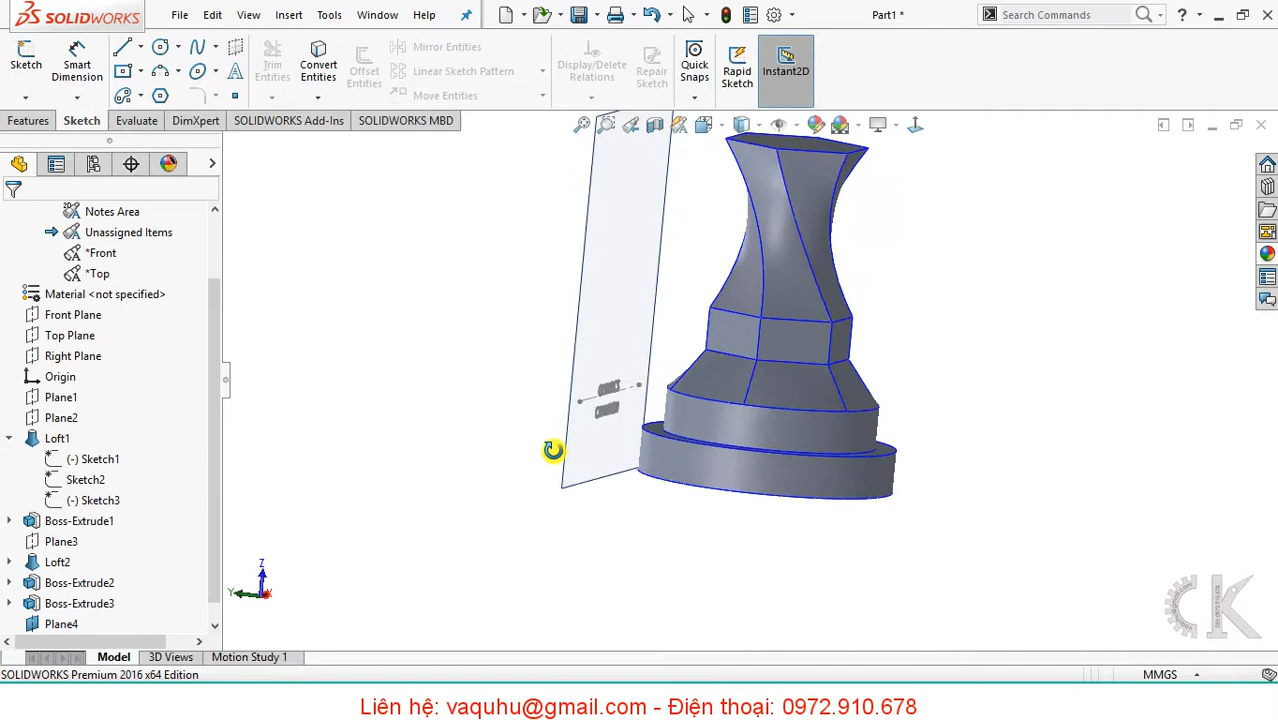 SOLIDWORKS
File Edit View Insert Tools Window Help
Part1 *
Search Commands
Sketch
Smart Dimension
Trim Entities
Convert Entities
Offset Entities
Mirror Entities
Linear Sketch Pattern
Move Entities
Display/Delete Relations
Repair Sketch
Quick Snaps
Rapid Sketch
Instant2D
Features Sketch Evaluate DimXpert SOLIDWORKS Add-Ins SOLIDWORKS MBD
Notes Area
Unassigned Items
*Front
*Top
Material <not specified>
Front Plane
Top Plane
Right Plane
Origin
Plane1
Plane2
Loft1
(-) Sketch1
Sketch2
(-) Sketch3
Boss-Extrude1
Plane3
Loft2
Boss-Extrude2
Boss-Extrude3
Plane4
Z
Y
Model 3D Views Motion Study 1
SOLIDWORKS Premium 2016 x64 Edition
MMGS
Liên hệ: vaquhu@gmail.com - Điện thoại: 0972.910.678